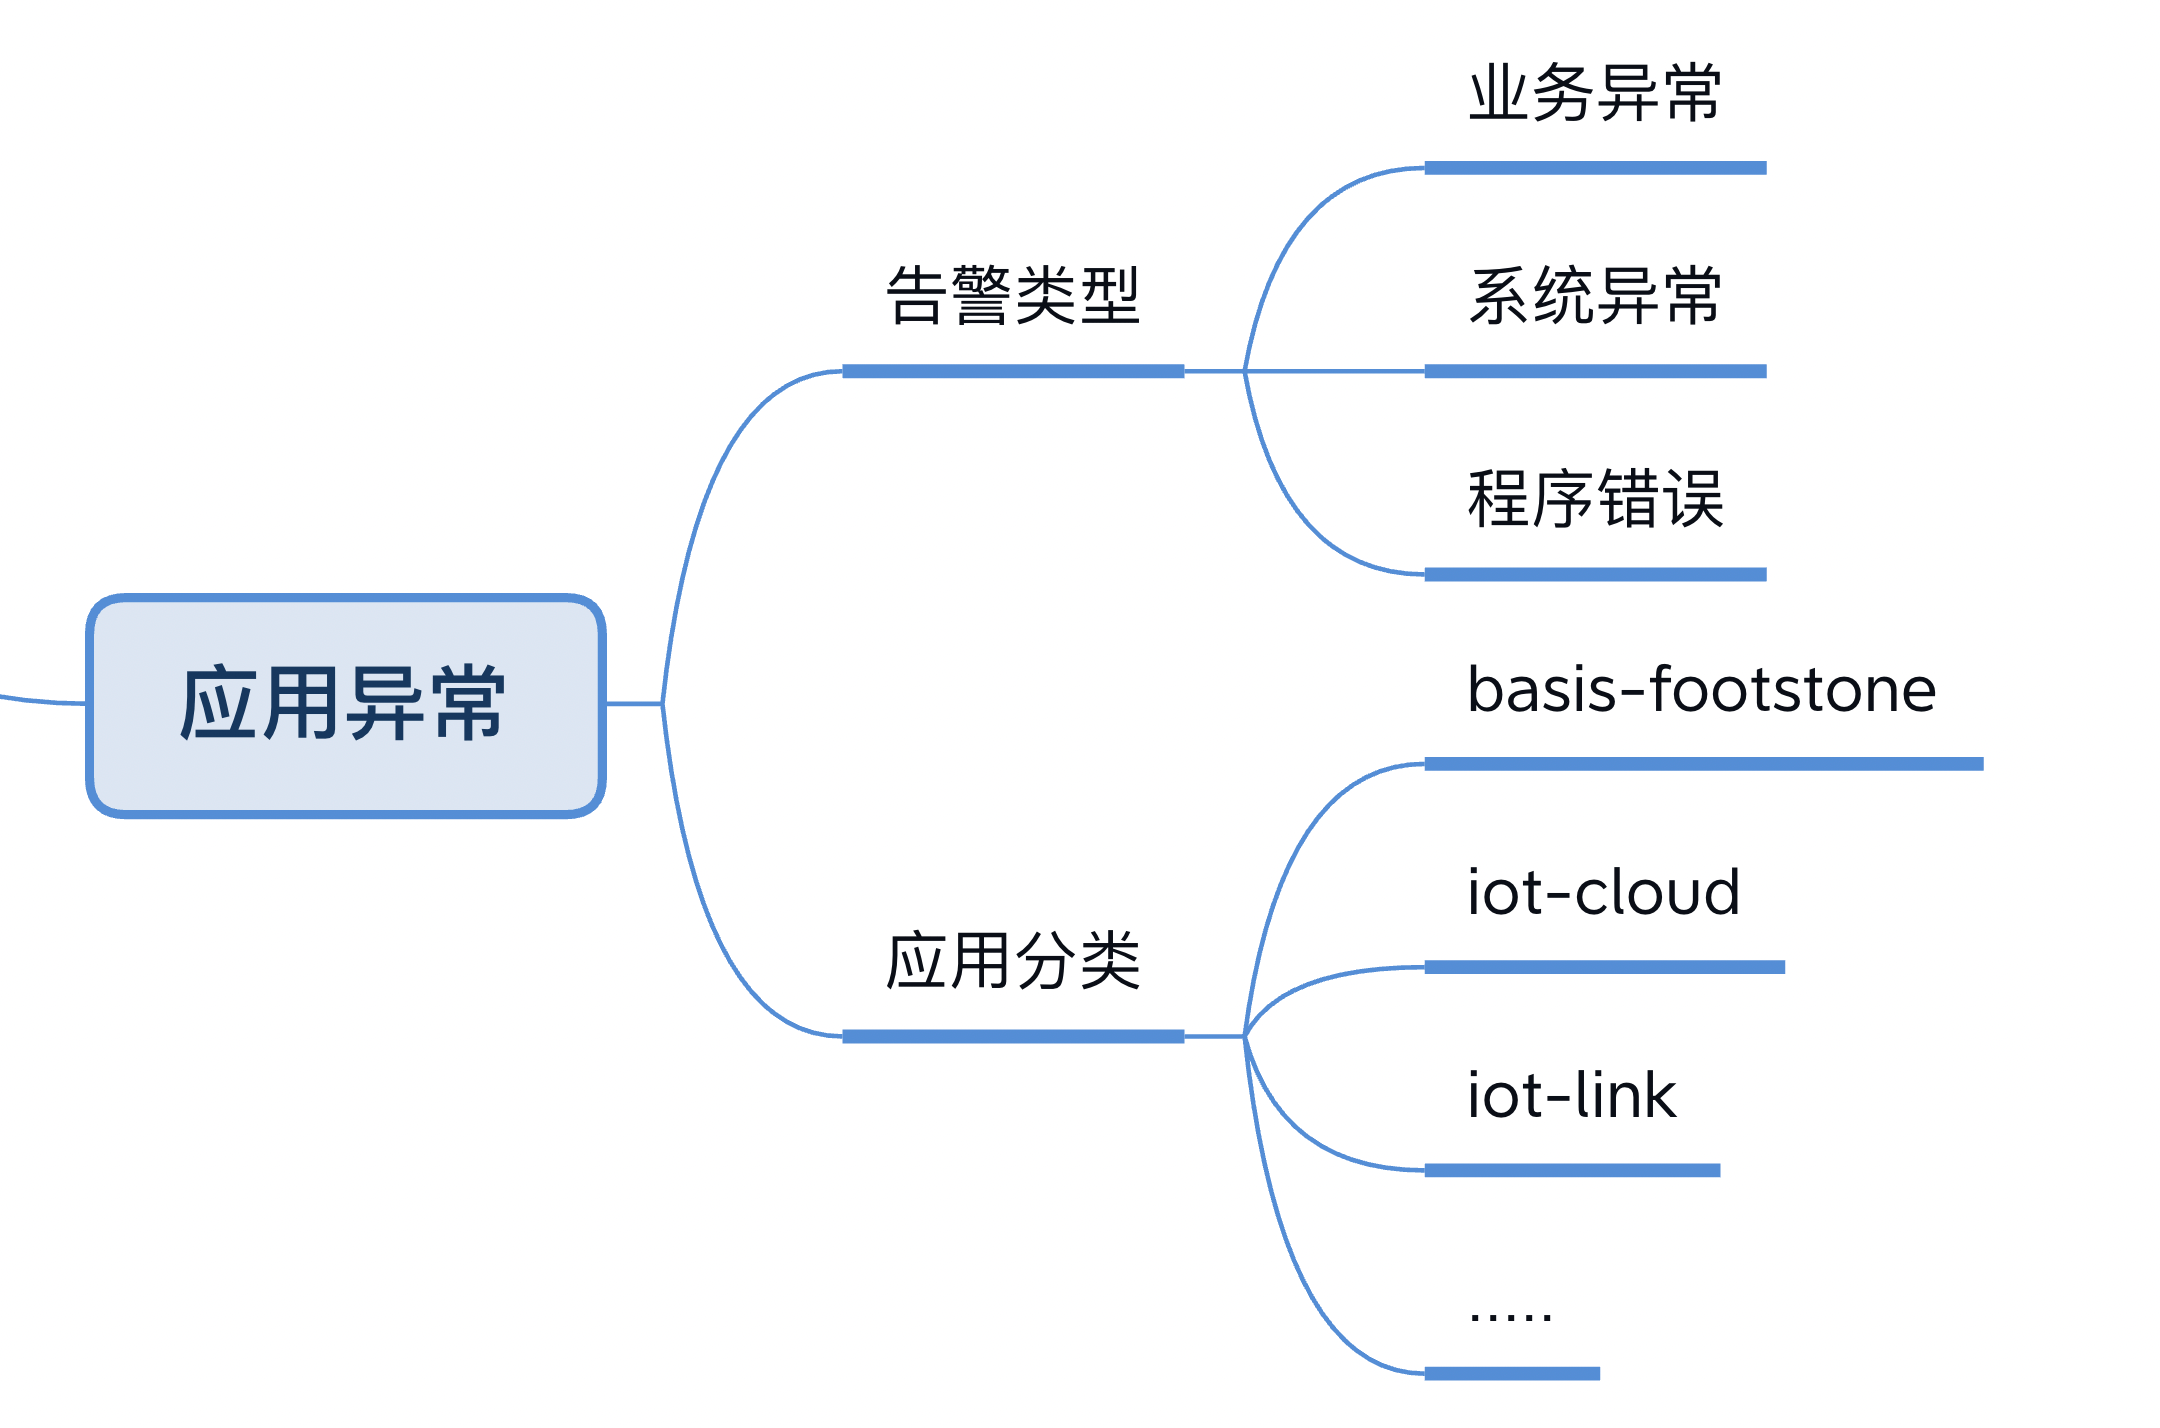 应用异常
告警类型
业务异常
系统异常
程序错误
应用分类
basis-footstone
iot-cloud
iot-link
.....